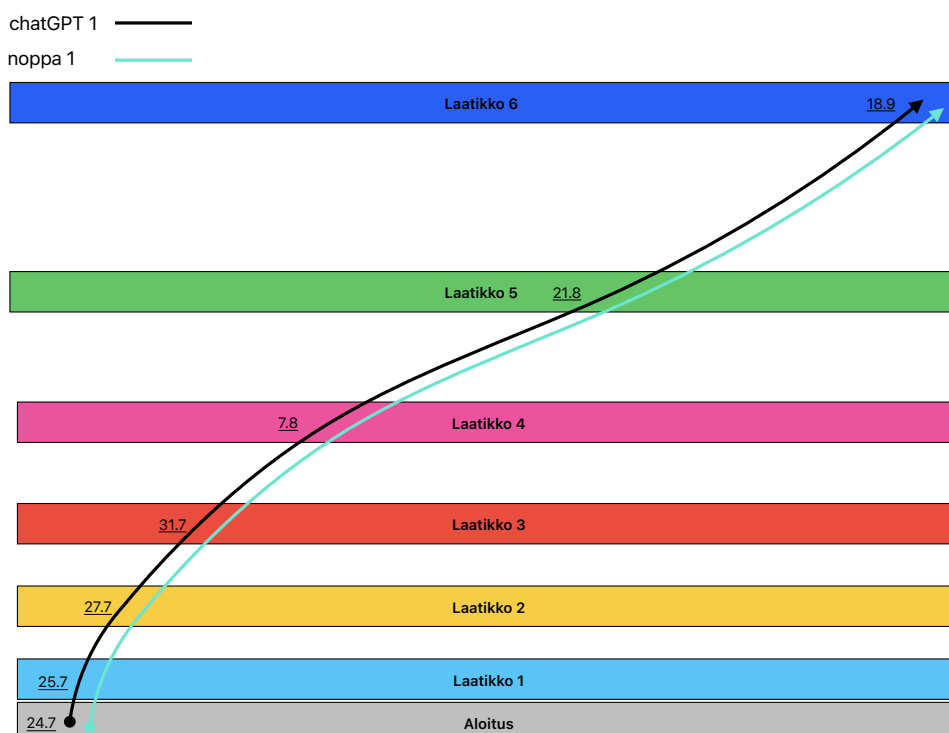 chatGPT 1
noppa 1
Laatikko 6 18.9
Laatikko 5 21.8
7.8 Laatikko 4
31.7 Laatikko 3
27.7 Laatikko 2
25.7 Laatikko 1
24.7 Aloitus